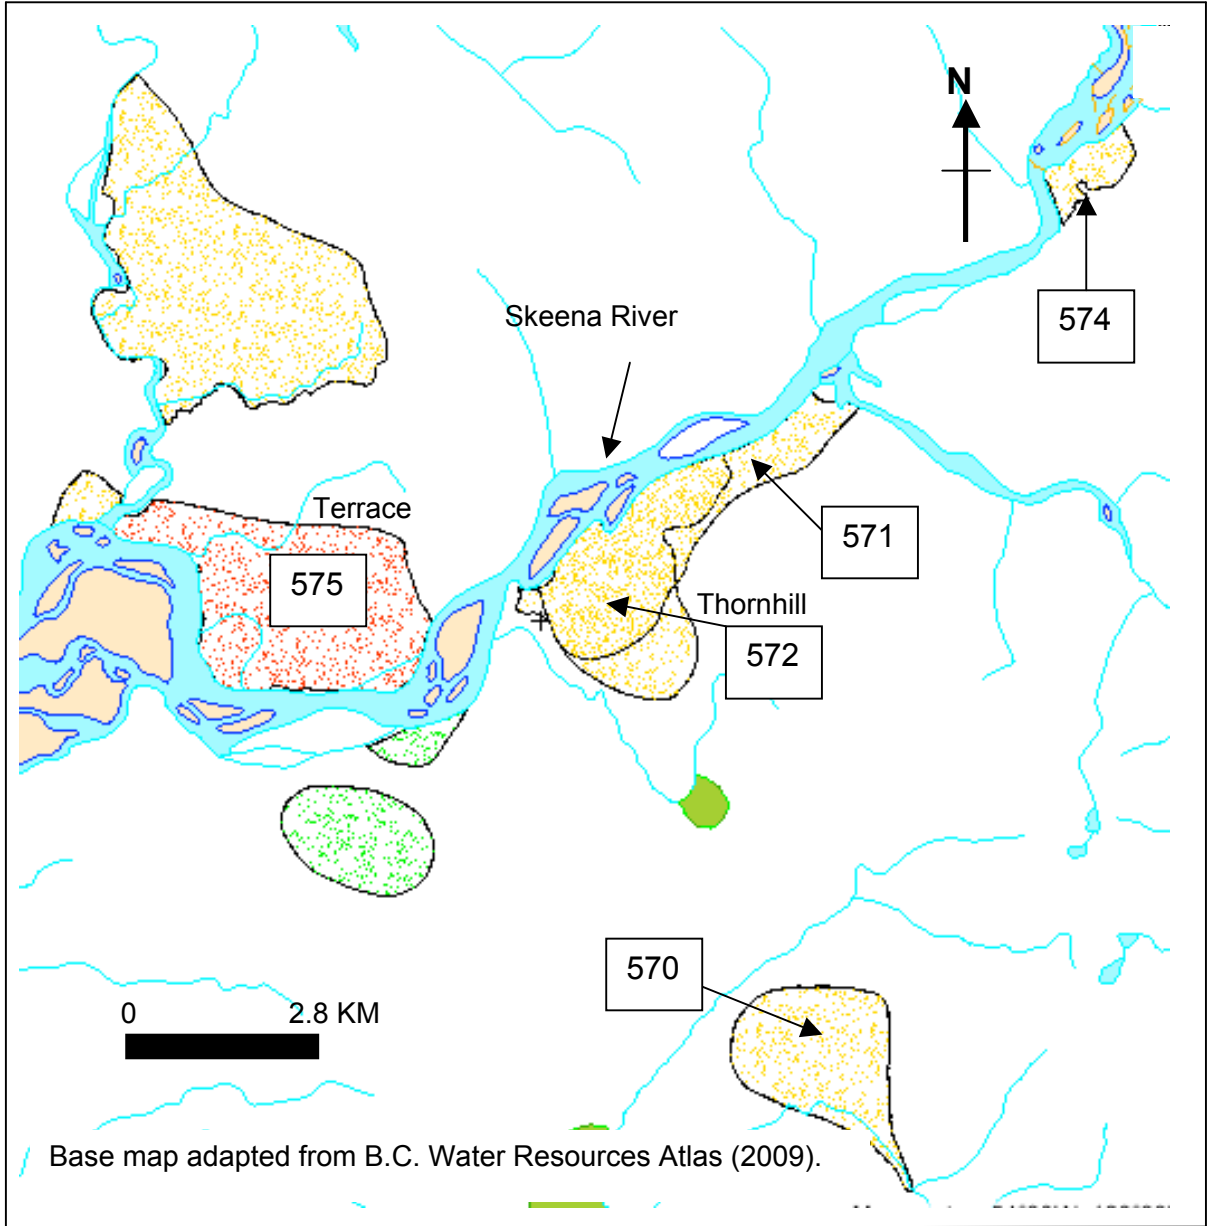 N
574
Skeena River
571
Terrace
575
Thornhill
572
570
0 2.8 KM
Base map adapted from B.C. Water Resources Atlas (2009).